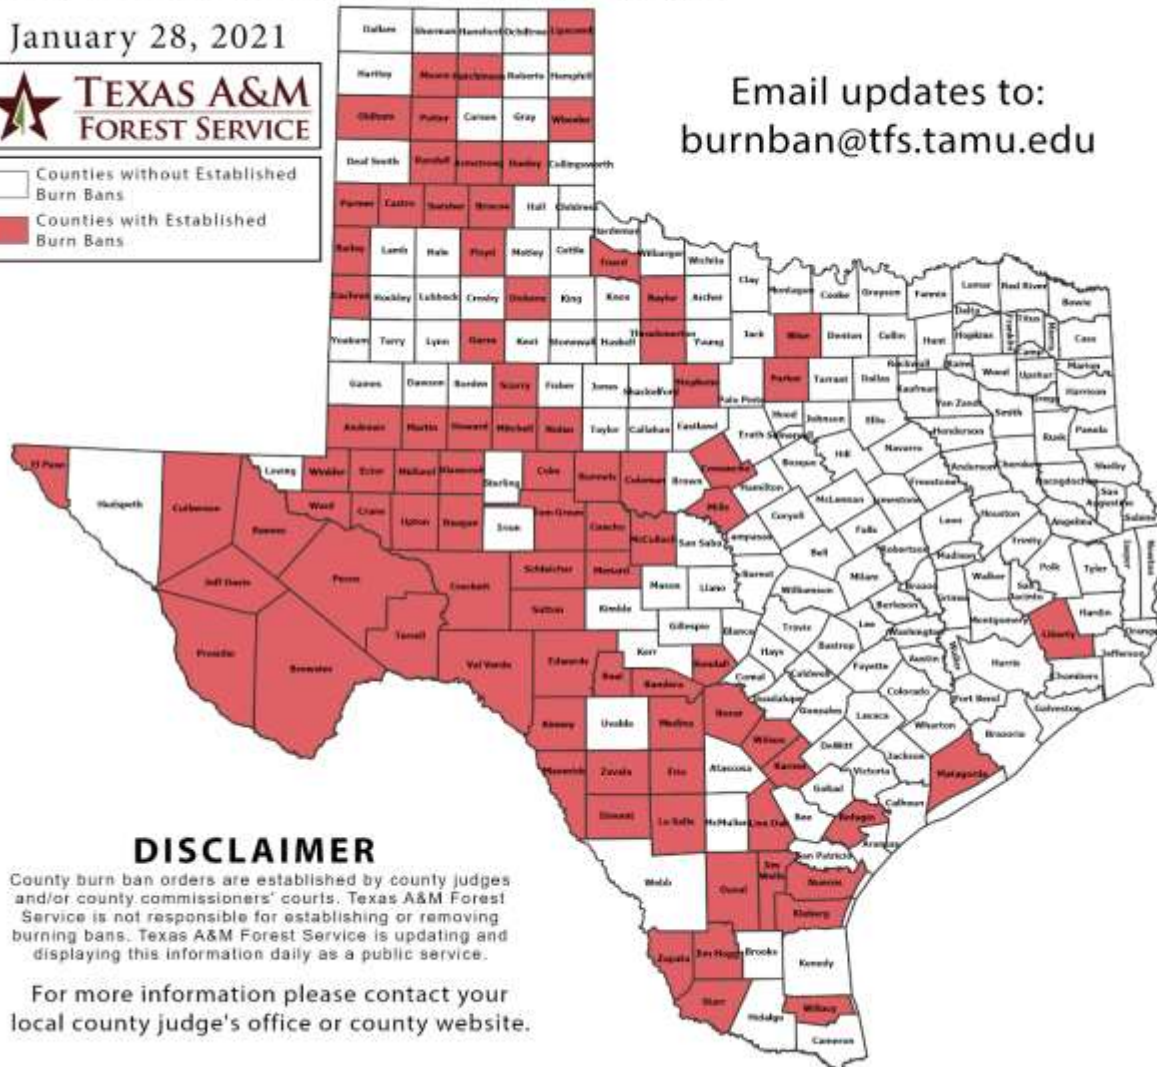 January 28, 2021
TEXAS A&M
FOREST SERVICE
Counties without Established
Burn Bans
Counties with Established
Burn Bans
Email updates to:
burnban@tfs.tamu.edu
Dallam Sherman Hansford Ochiltree Lipscomb
Hartley Moore Hutchinson Roberts Hemphill
Oldham Potter Carson Gray Wheeler
Deaf Smith Randall Armstrong Donley Collingsworth
Parmer Castro Swisher Briscoe Hall Childress
Hardeman
Bailey Lamb Hale Floyd Motley Cottle Foard Wilbarger Wichita
Clay Montague Cooke Grayson Fannin Lamar Red River Bowie
Cochran Hockley Lubbock Crosby Dickens King Knox Baylor Archer
Delta Titus Franklin Morris Cass
Yoakum Terry Lynn Garza Kent Stonewall Haskell Throckmorton Young Jack Wise Denton Collin Hunt Hopkins
Camp Rockwall Rains Wood Upshur Marion
Gaines Dawson Borden Scurry Fisher Jones Shackelford Stephens Palo Pinto Parker Tarrant Dallas Kaufman Van Zandt Gregg Harrison
Andrews Martin Howard Mitchell Nolan Taylor Callahan Eastland Erath Hood Somervell Johnson Ellis Henderson Smith Rusk Panola
El Paso Hudspeth Culberson Loving Winkler Ector Midland Glasscock Sterling Coke Runnels Coleman Brown Comanche Hamilton Bosque Hill Navarro Anderson Cherokee Shelby
Freestone Nacogdoches San Augustine Sabine
Reeves Ward Crane Upton Reagan Irion Tom Green Concho McCulloch San Saba Mills Lampasas Coryell McLennan Limestone Falls Leon Houston Angelina
Jeff Davis Pecos Crockett Schleicher Menard Mason Llano Burnet Bell Milam Robertson Madison Trinity Polk Tyler Jasper Newton
Presidio Brewster Terrell Sutton Kimble Gillespie Blanco Williamson Travis Burleson Brazos Grimes Walker San Jacinto Montgomery Liberty Hardin Orange
Val Verde Edwards Kerr Real Bandera Kendall Comal Hays Caldwell Bastrop Lee Washington Fayette Austin Waller Harris Jefferson Chambers
Kinney Uvalde Medina Bexar Guadalupe Gonzales Colorado Fort Bend Galveston
Wilson Lavaca Wharton Brazoria
Maverick Zavala Frio Atascosa Karnes DeWitt Jackson Matagorda
Victoria Goliad Calhoun
Dimmit La Salle McMullen Live Oak Bee Refugio
Aransas San Patricio
Webb Duval Jim Wells Nueces
Kleberg
Zapata Jim Hogg Brooks Kenedy
Starr Hidalgo Willacy
Cameron
DISCLAIMER
County burn ban orders are established by county judges
and/or county commissioners' courts. Texas A&M Forest
Service is not responsible for establishing or removing
burning bans. Texas A&M Forest Service is updating and
displaying this information daily as a public service.
For more information please contact your
local county judge's office or county website.